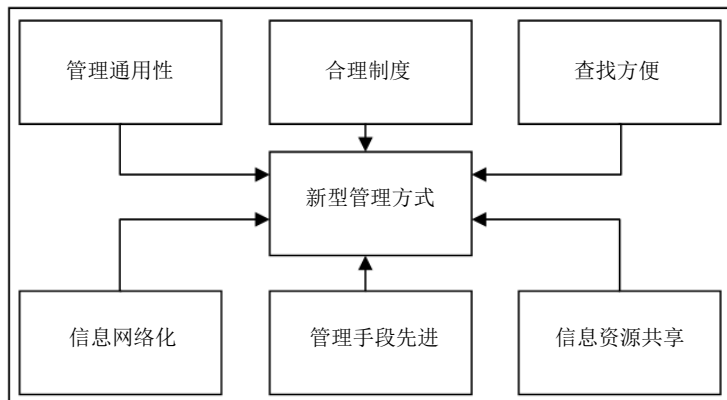 管理通用性
合理制度
查找方便
新型管理方式
信息网络化
管理手段先进
信息资源共享